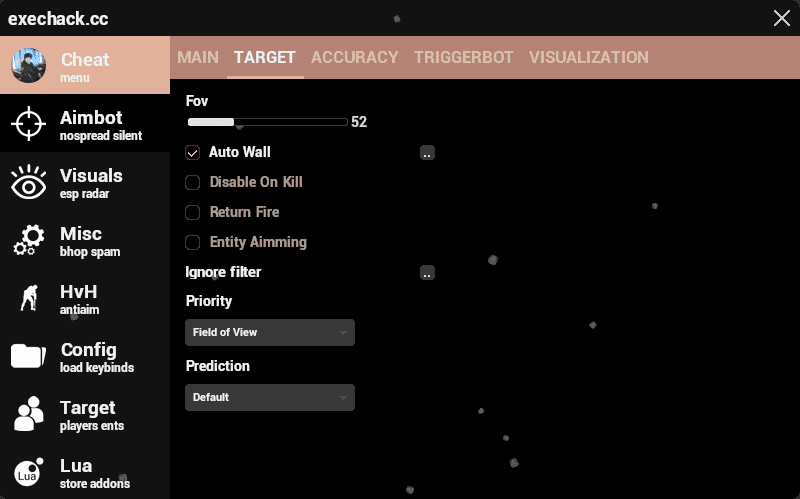 exechack.cc
Cheat
menu
Aimbot
nospread silent
Visuals
esp radar
Misc
bhop spam
HvH
antiaim
Config
load keybinds
Target
players ents
Lua
Lua
store addons
MAIN TARGET ACCURACY TRIGGERBOT VISUALIZATION
Fov
52
Auto Wall ..
Disable On Kill
Return Fire
Entity Aimming
Ignore filter ..
Priority
Field of View
Prediction
Default